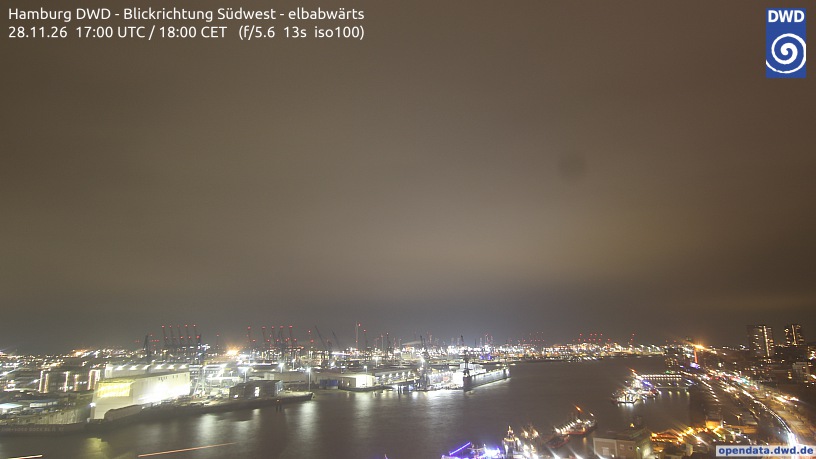 Hamburg DWD - Blickrichtung Südwest - elbabwärts
28.11.26 17:00 UTC / 18:00 CET (f/5.6 13s iso100)
DWD
opendata.dwd.de